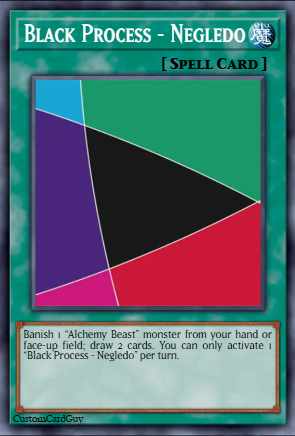 BLACK PROCESS - NEGLEDO 魔
[ SPELL CARD ]
Banish 1 "Alchemy Beast" monster from your hand or
face-up field; draw 2 cards. You can only activate 1
"Black Process - Negledo" per turn.
CustomCardGuy